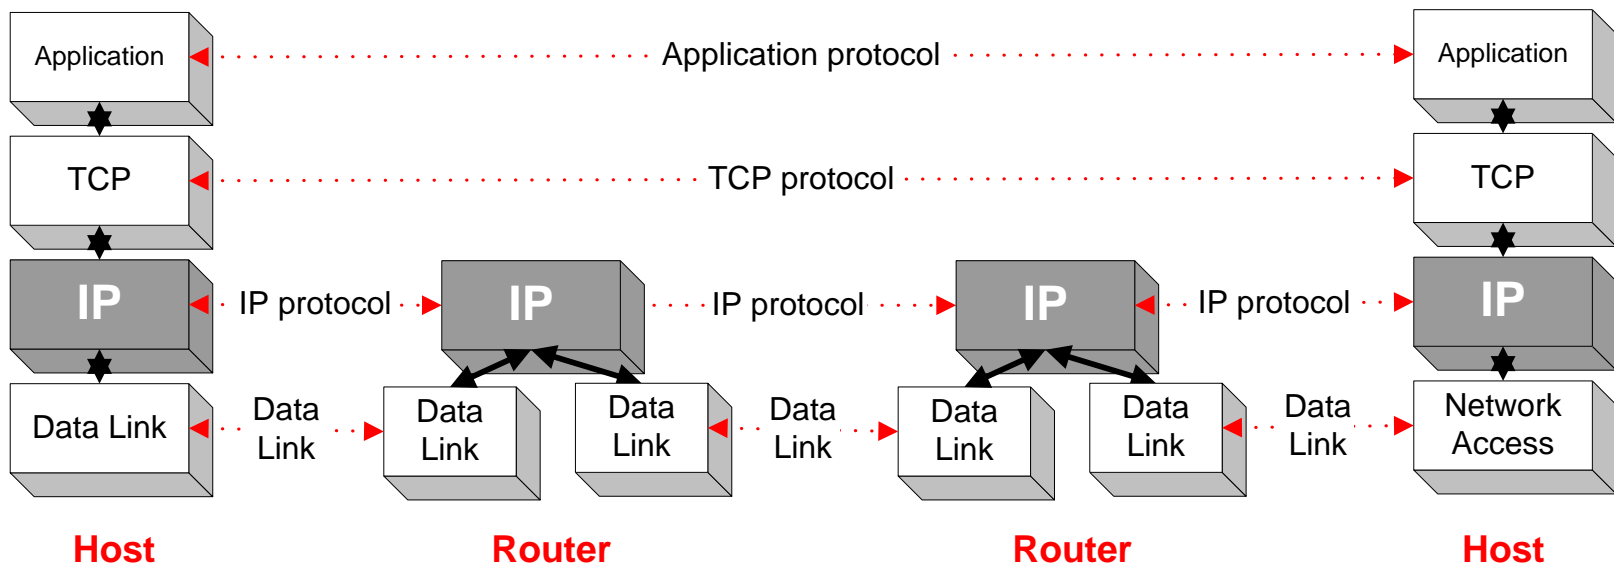 Application
Application protocol
Application
TCP
TCP protocol
TCP
IP
IP protocol
IP
IP protocol
IP
IP protocol
IP
Data Link
Data
Link
Data
Link
Data
Link
Data
Link
Data
Link
Data
Link
Data
Link
Network
Access
Host
Router
Router
Host